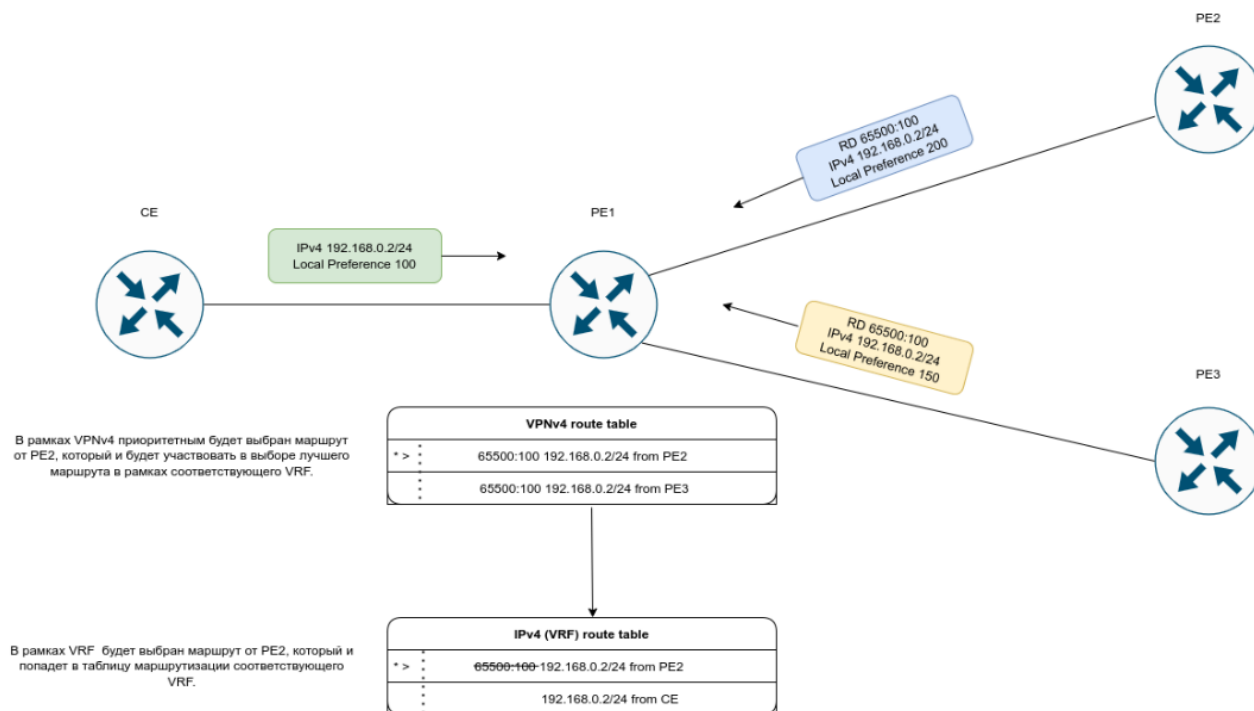 PE2
RD 65500:100
IPv4 192.168.0.2/24
Local Preference 200
CE
PE1
IPv4 192.168.0.2/24
Local Preference 100
RD 65500:100
IPv4 192.168.0.2/24
Local Preference 150
PE3
В рамках VPNv4 приоритетным будет выбран маршрут
от PE2, который и будет участвовать в выборе лучшего
маршрута в рамках соответствующего VRF.
VPNv4 route table
* > 65500:100 192.168.0.2/24 from PE2
65500:100 192.168.0.2/24 from PE3
В рамках VRF будет выбран маршрут от PE2, который и
попадет в таблицу маршрутизации соответствующего
VRF.
IPv4 (VRF) route table
* > 65500:100 192.168.0.2/24 from PE2
192.168.0.2/24 from CE